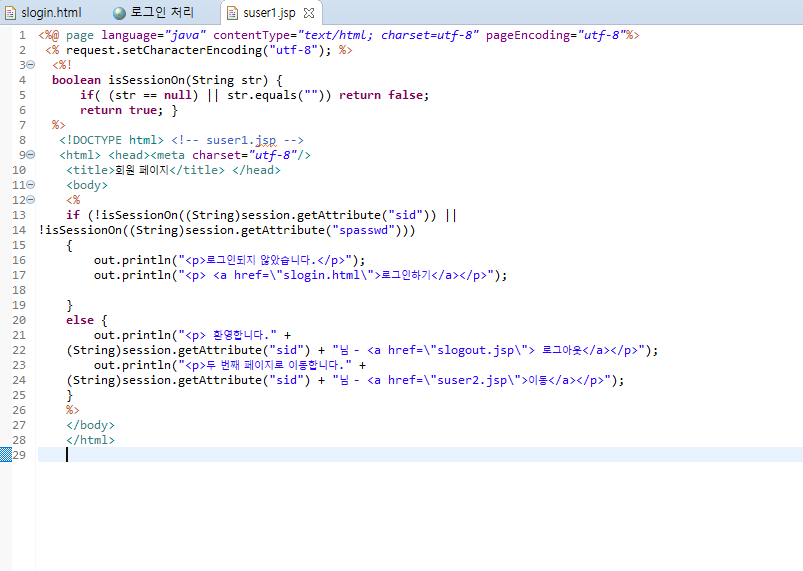 slogin.html 로그인 처리 suser1.jsp
1 <%@ page language="java" contentType="text/html; charset=utf-8" pageEncoding="utf-8"%>
2 <% request.setCharacterEncoding("utf-8"); %>
3 <%!
4 boolean isSessionOn(String str) {
5 if( (str == null) || str.equals("")) return false;
6 return true; }
7 %>
8 <!DOCTYPE html> <!-- suser1.jsp -->
9 <html> <head><meta charset="utf-8"/>
10 <title>회원 페이지</title> </head>
11 <body>
12 <%
13 if (!isSessionOn((String)session.getAttribute("sid")) ||
14 !isSessionOn((String)session.getAttribute("spasswd")))
15 {
16 out.println("<p>로그인되지 않았습니다.</p>");
17 out.println("<p> <a href=\"slogin.html\">로그인하기</a></p>");
18
19 }
20 else {
21 out.println("<p> 환영합니다." +
22 (String)session.getAttribute("sid") + "님 - <a href=\"slogout.jsp\"> 로그아웃</a></p>");
23 out.println("<p>두 번째 페이지로 이동합니다." +
24 (String)session.getAttribute("sid") + "님 - <a href=\"suser2.jsp\">이동</a></p>");
25 }
26 %>
27 </body>
28 </html>
29